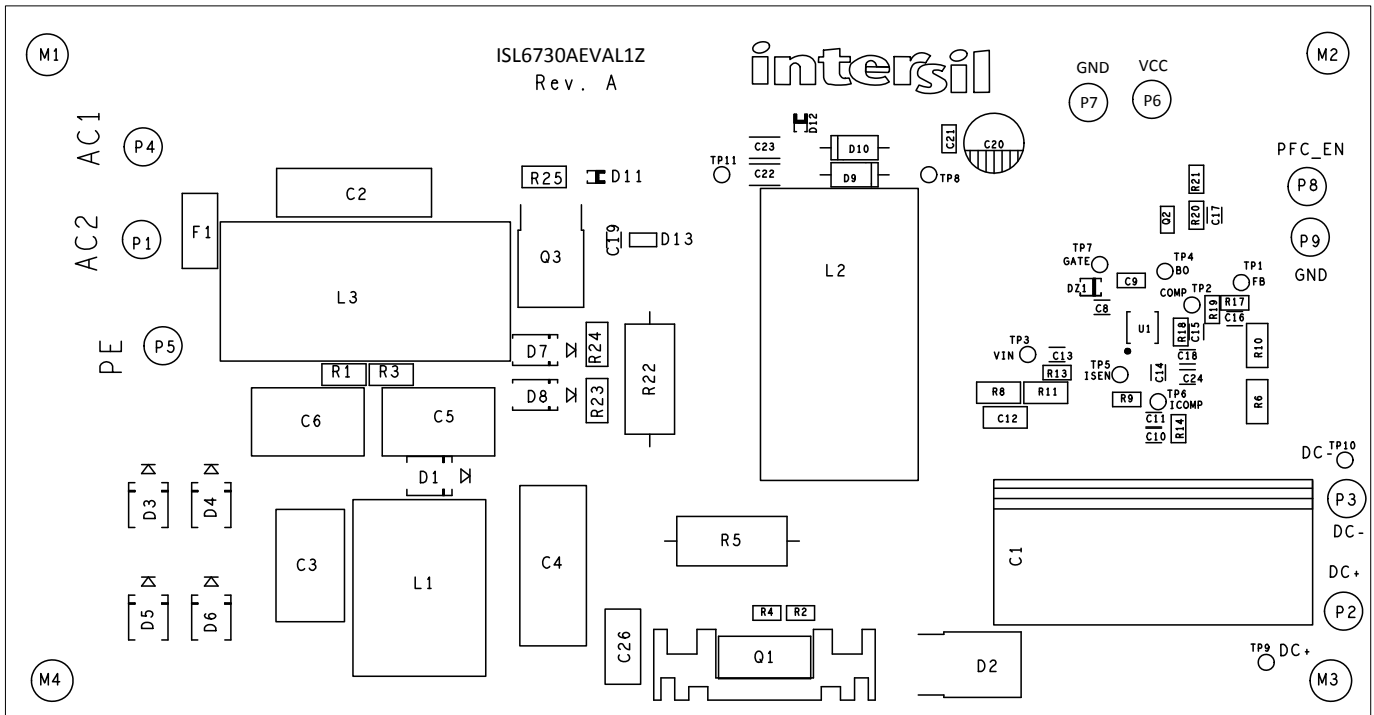 M1
ISL6730AEVAL1Z
Rev. A
intersil
GND
VCC
M2
P7
P6
AC1
P4
D12
C23
D10
C21
C20
PFC_EN
TP11
C22
D9
TP8
R25
D11
R21
P8
C2
F1
AC2
P1
Q3
C19
D13
Q2
R20
C17
P9
GND
L3
L2
TP7
GATE
TP4
BO
TP1
FB
DZ1
C9
COMP
TP2
C8
R19
R17
C16
U1
R18
C15
R10
PE
P5
D7
R24
R22
TP3
VIN
C13
C18
R13
TP5
ISEN
C14
C24
R1
R3
D8
R23
R8
R11
R9
TP6
ICOMP
R6
C12
C11
C10
R14
C6
C5
DC-
TP10
D1
D3
D4
P3
DC-
C3
L1
C4
R5
C1
DC+
P2
D5
D6
R4
R2
C26
Q1
D2
TP9
DC+
M4
M3